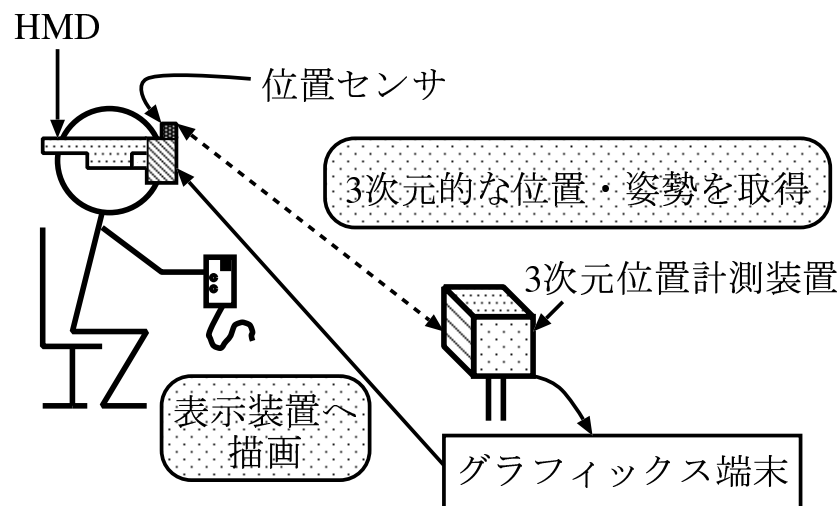 HMD
位置センサ
3次元的な位置・姿勢を取得
3次元位置計測装置
表示装置へ
描画
グラフィックス端末